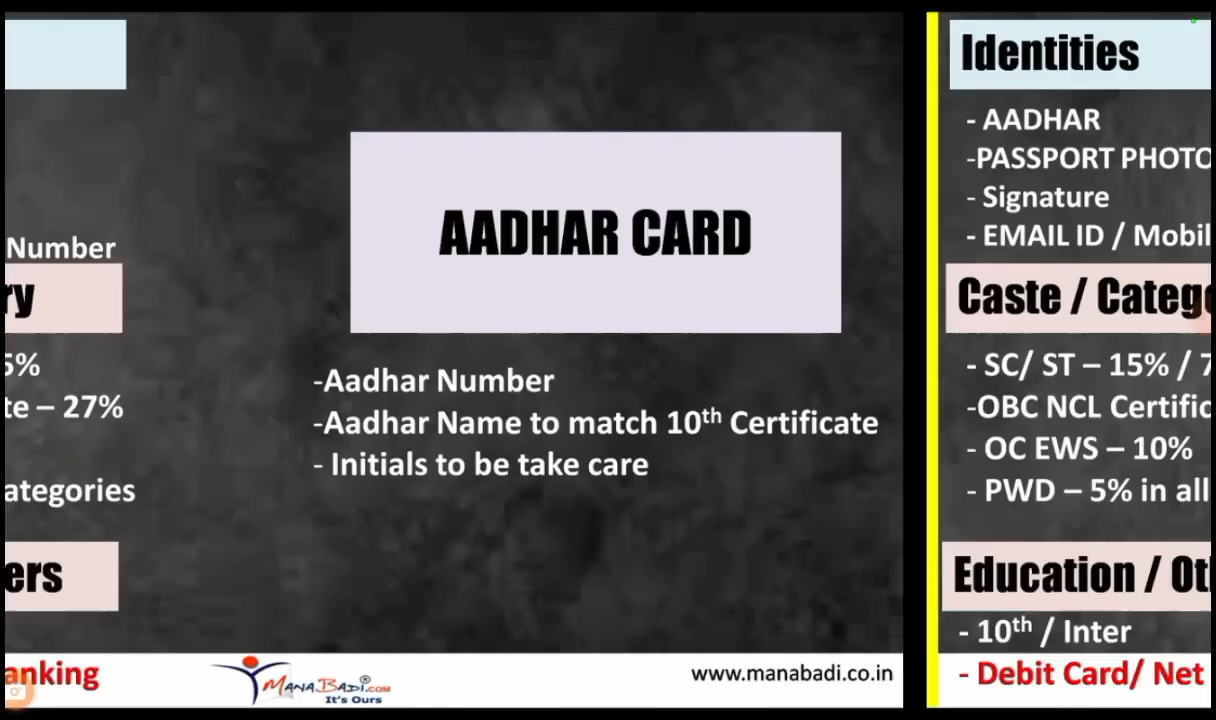 Number
ry
5%
te – 27%
ategories
ers
anking
AADHAR CARD
-Aadhar Number
-Aadhar Name to match 10th Certificate
- Initials to be take care
MANABADI.COM®
It's Ours
www.manabadi.co.in
Identities
- AADHAR
-PASSPORT PHOTO
- Signature
- EMAIL ID / Mobil
Caste / Catego
- SC/ ST – 15% / 7
-OBC NCL Certific
- OC EWS – 10%
- PWD – 5% in all
Education / Ot
- 10th / Inter
- Debit Card/ Net